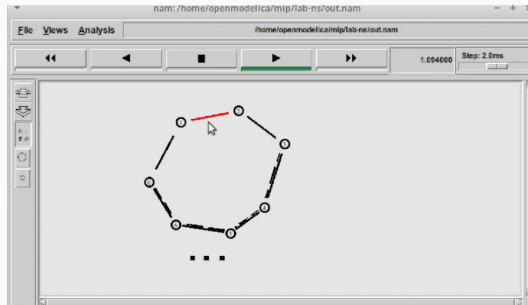 nam: /home/openmodelica/mip/lab-ns/out.nam
File Views Analysis /home/openmodelica/mip/lab-ns/out.nam
1.094000 Step: 2.0ms